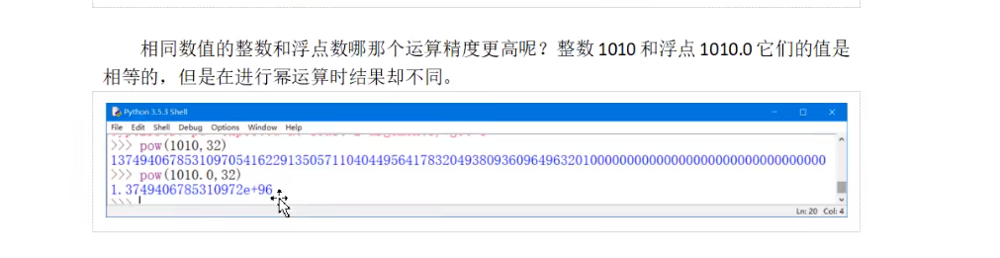 相同数值的整数和浮点数哪那个运算精度更高呢？整数 1010 和浮点 1010.0 它们的值是
相等的，但是在进行幂运算时结果却不同。
Python 3.5.3 Shell
File Edit Shell Debug Options Window Help
>>> pow(1010,32)
1374940678531097054162291350571104044956417832049380936096496320100000000000000000000000000000000
>>> pow(1010.0,32)
1.3749406785310972e+96
>>>
Ln: 20 Col: 4